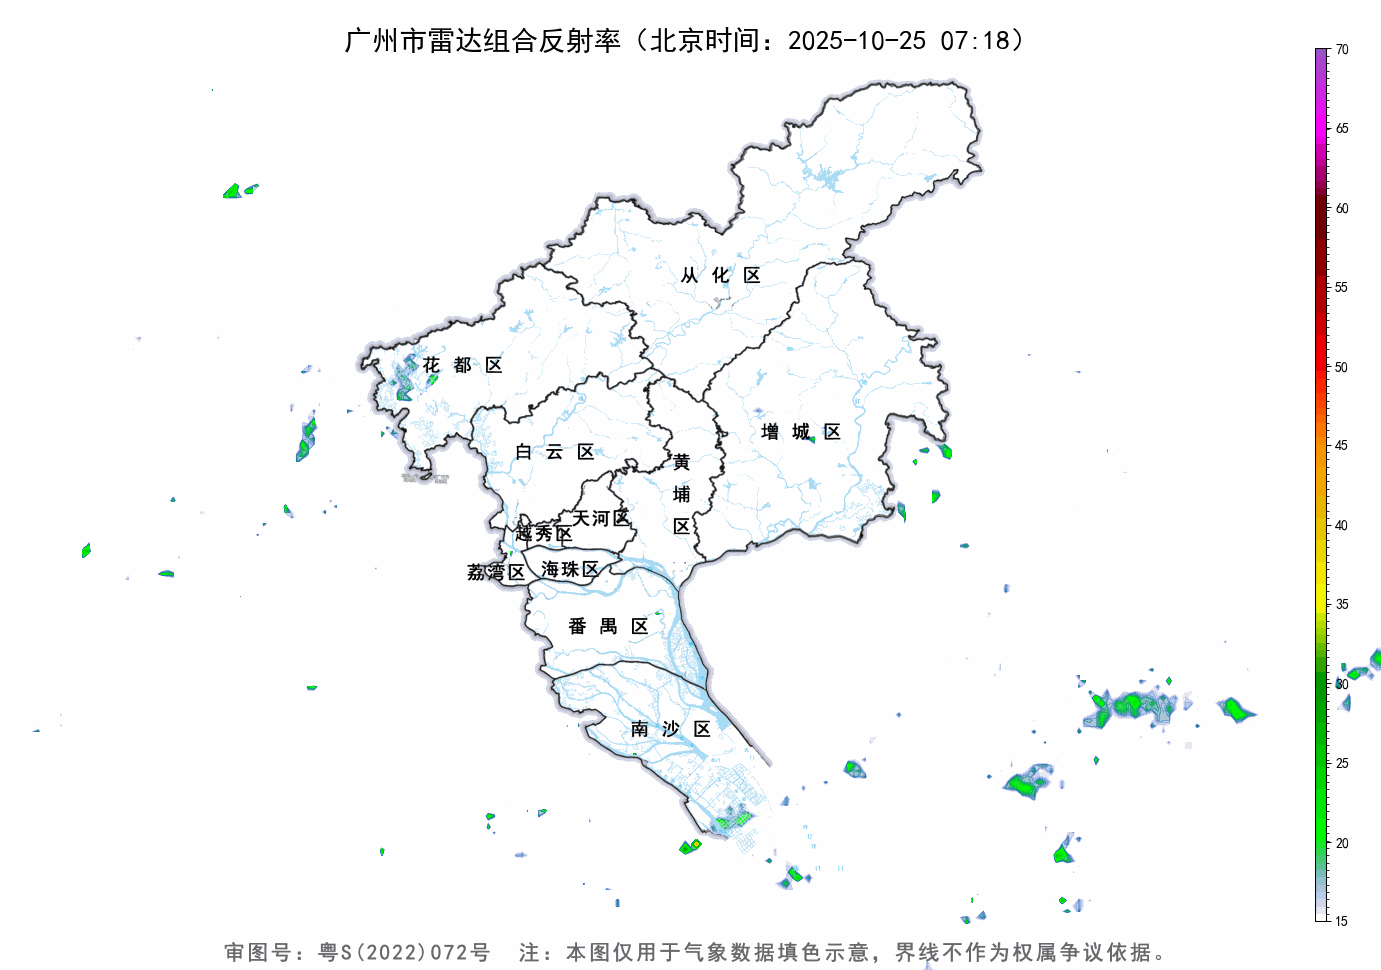 广州市雷达组合反射率（北京时间：2025-10-25 07:18）
70
65
60
55
50
45
40
35
30
25
20
15
从化区
花都区
增城区
白云区
黄埔区
天河区
越秀区
海珠区
荔湾区
番禺区
南沙区
审图号：粤S(2022)072号 注：本图仅用于气象数据填色示意，界线不作为权属争议依据。